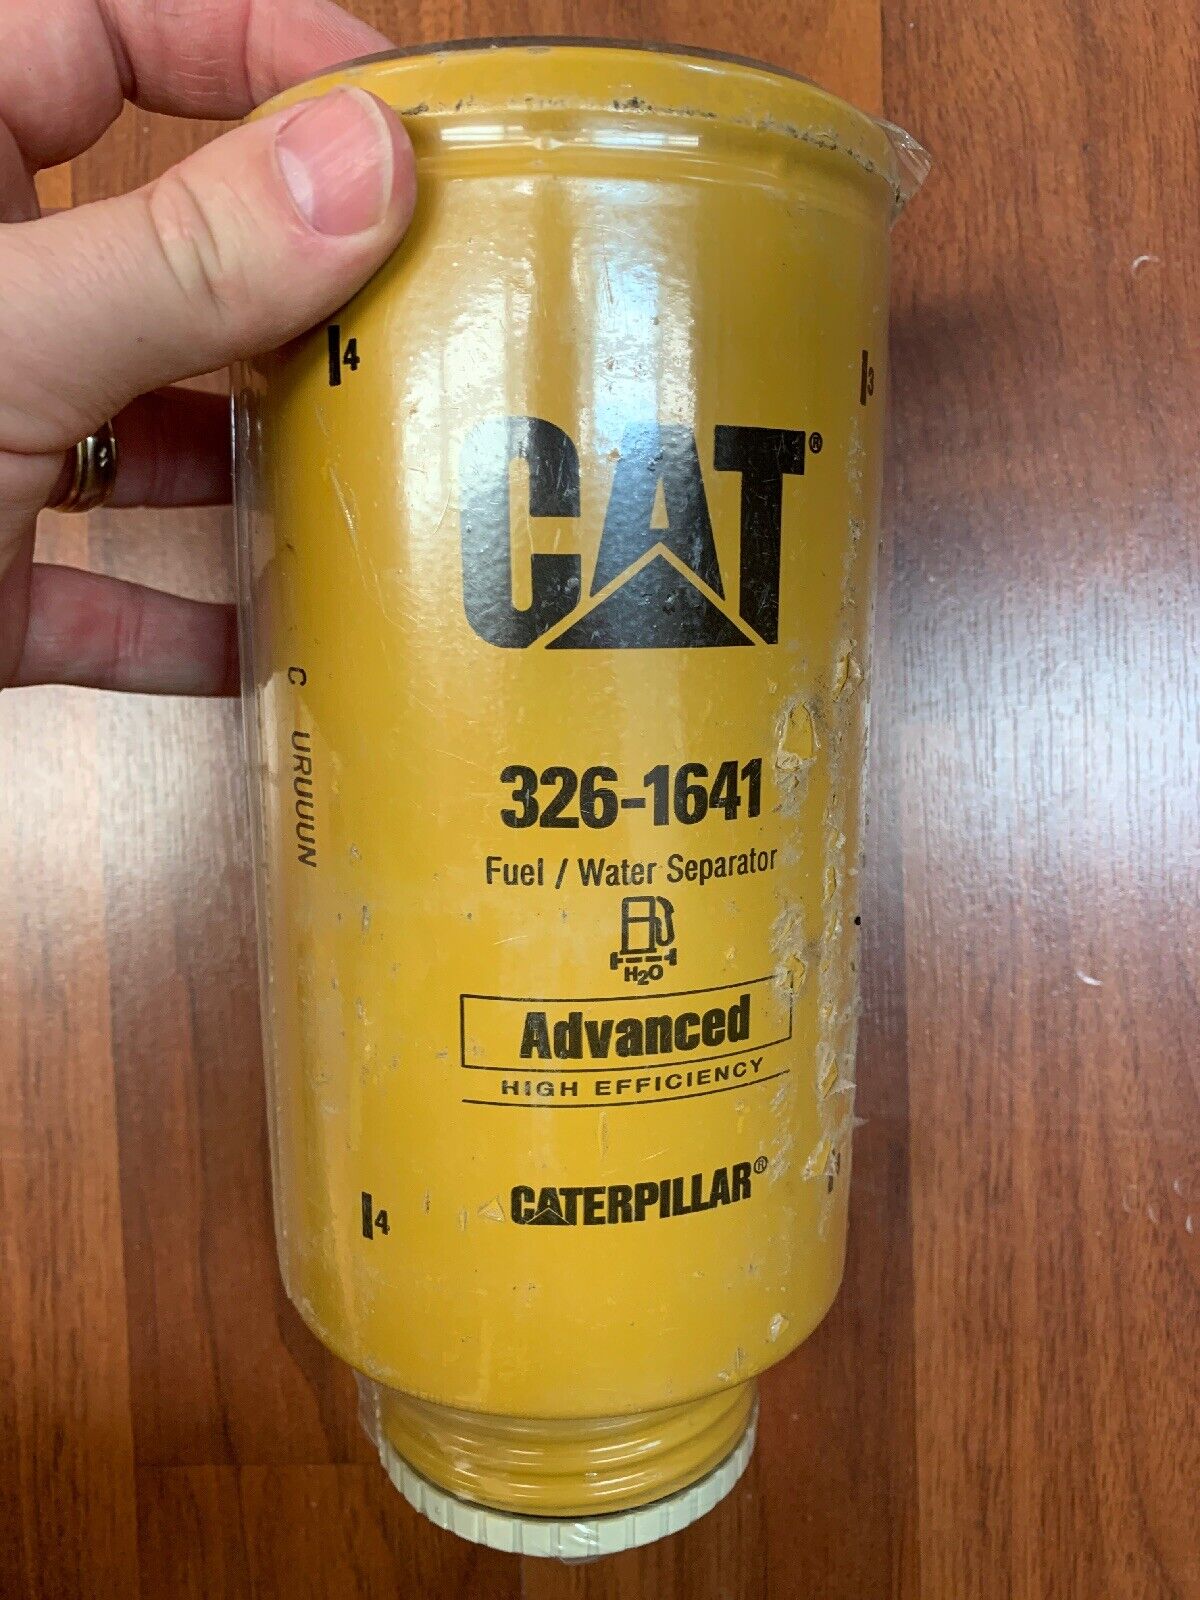 4
3
CAT®
C URUUUN
326-1641
Fuel / Water Separator
H₂O
Advanced
HIGH EFFICIENCY
CATERPILLAR®
4